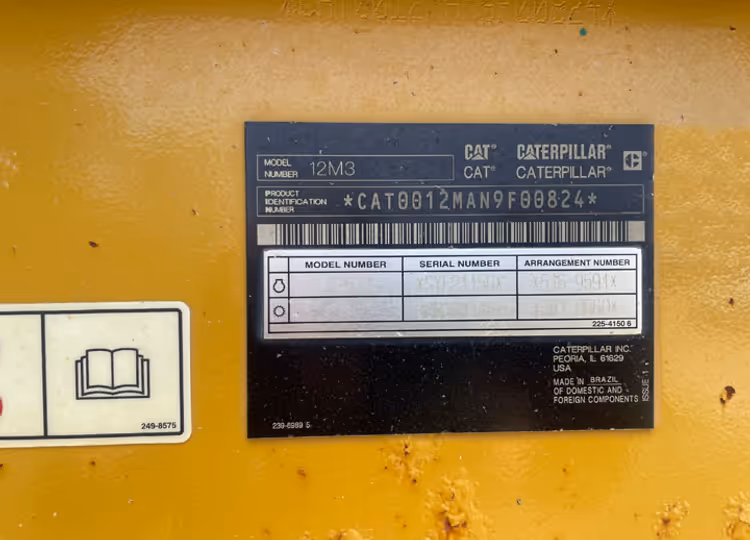 CAT® CATERPILLAR®
MODEL NUMBER 12M3 CAT® CATERPILLAR®
PRODUCT IDENTIFICATION NUMBER *CAT0012MAN9F00824*
MODEL NUMBER SERIAL NUMBER ARRANGEMENT NUMBER
225-4150 6
CATERPILLAR INC.
PEORIA, IL 61629
USA
MADE IN BRAZIL
OF DOMESTIC AND
FOREIGN COMPONENTS
ISSUE 1
239-6989 5
249-8575